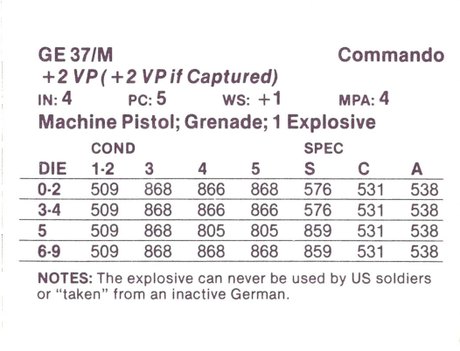 GE 37/M Commando
+2 VP (+2 VP if Captured)
IN: 4 PC: 5 WS: +1 MPA: 4
Machine Pistol; Grenade; 1 Explosive
COND SPEC
DIE 1-2 3 4 5 S C A
0-2 509 868 866 868 576 531 538
3-4 509 868 866 866 576 531 538
5 509 868 805 805 859 531 538
6-9 509 868 805 805 859 531 538
NOTES: The explosive can never be used by US soldiers
or "taken" from an inactive German.